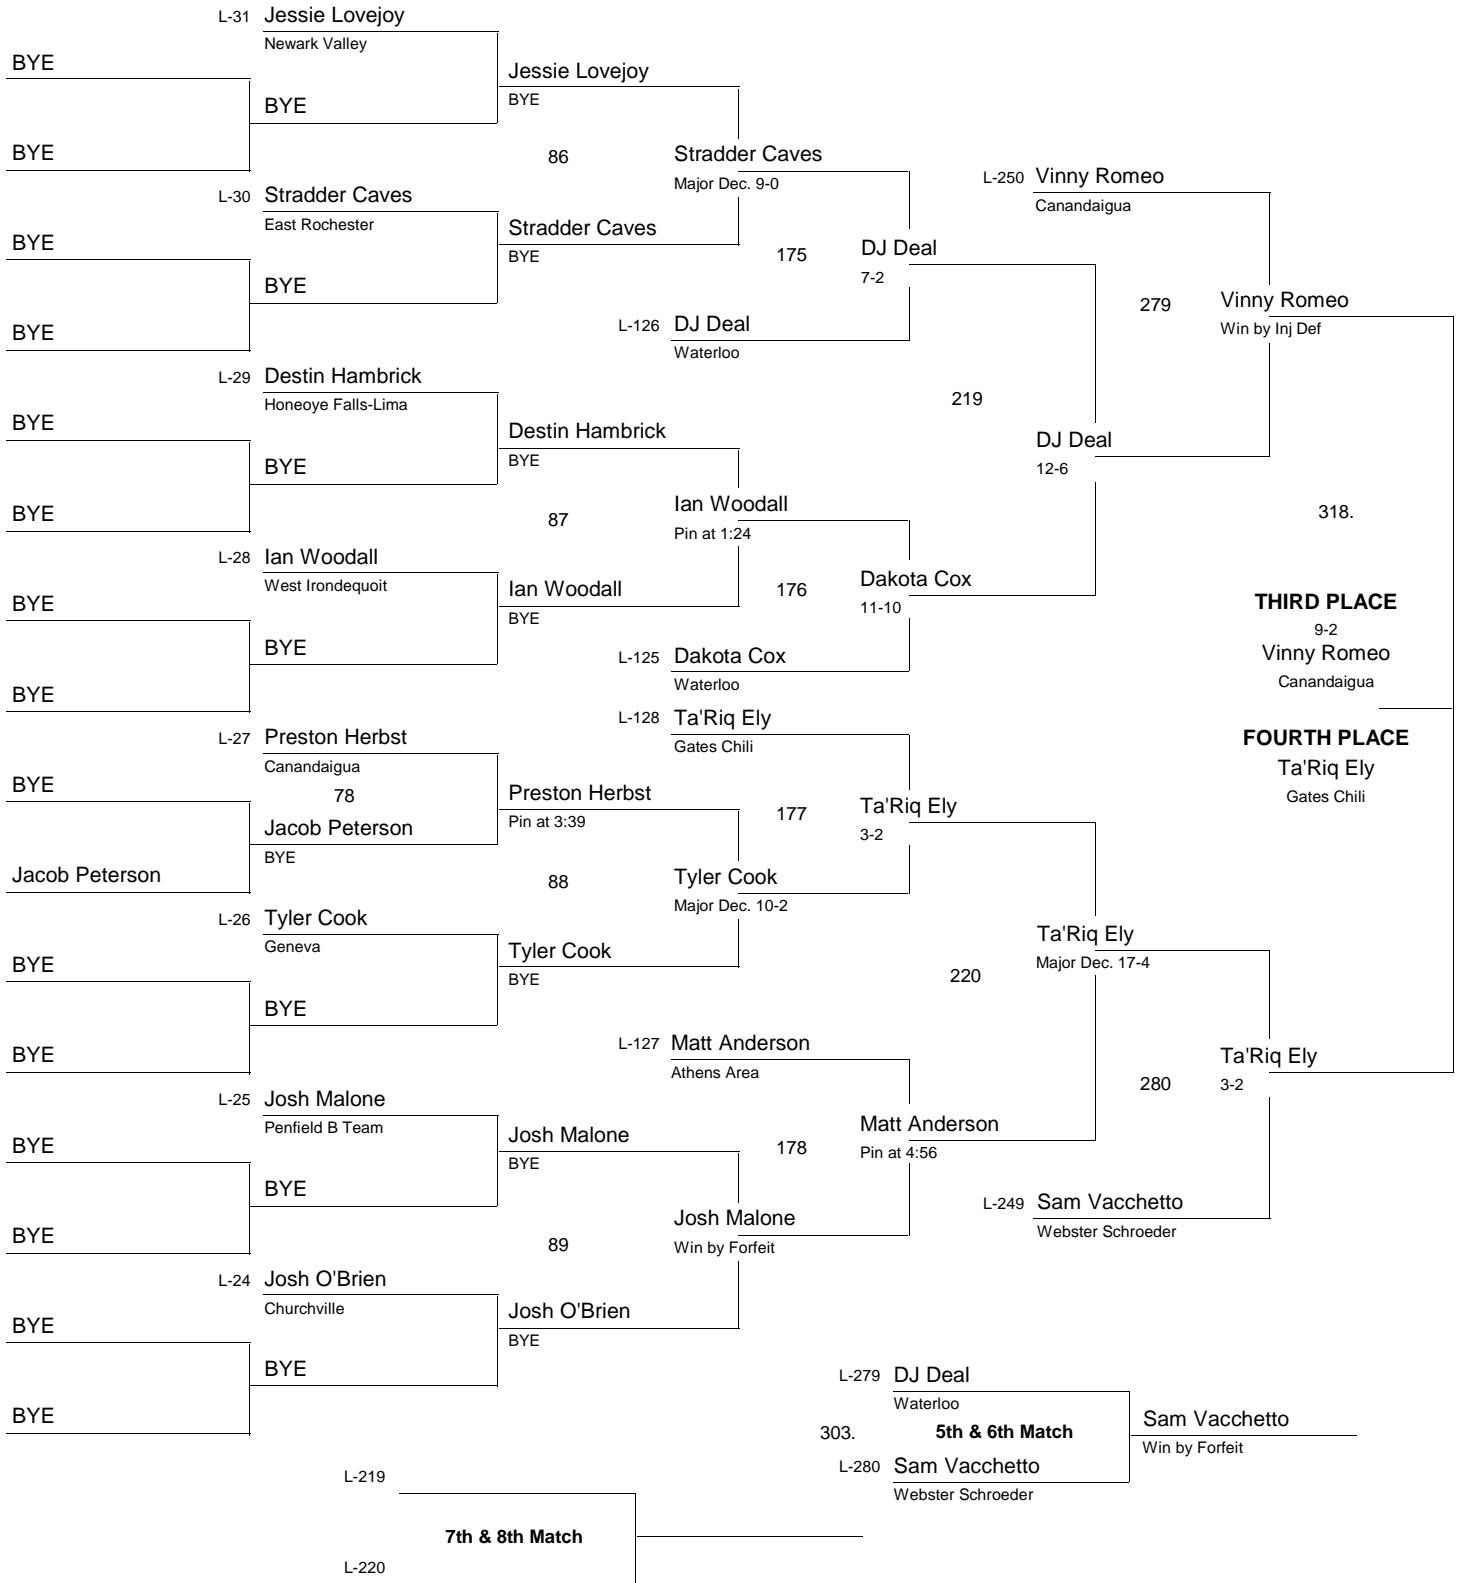 L-31 Jessie Lovejoy
Newark Valley
BYE
Jessie Lovejoy
BYE
BYE
BYE
86
Stradder Caves
Major Dec. 9-0
L-250 Vinny Romeo
Canandaigua
L-30 Stradder Caves
East Rochester
Stradder Caves
BYE
BYE
175
DJ Deal
7-2
BYE
279
Vinny Romeo
Win by Inj Def
L-126 DJ Deal
Waterloo
BYE
L-29 Destin Hambrick
Honeoye Falls-Lima
219
BYE
Destin Hambrick
BYE
DJ Deal
12-6
BYE
Ian Woodall
Pin at 1:24
BYE
87
318.
L-28 Ian Woodall
West Irondequoit
Ian Woodall
BYE
176
Dakota Cox
11-10
BYE
THIRD PLACE
9-2
Vinny Romeo
Canandaigua
BYE
L-125 Dakota Cox
Waterloo
BYE
L-128 Ta'Riq Ely
Gates Chili
L-27 Preston Herbst
Canandaigua
FOURTH PLACE
Ta'Riq Ely
Gates Chili
BYE
78
Preston Herbst
Pin at 3:39
177
Ta'Riq Ely
3-2
Jacob Peterson
BYE
Jacob Peterson
88
Tyler Cook
Major Dec. 10-2
L-26 Tyler Cook
Geneva
Tyler Cook
BYE
Ta'Riq Ely
Major Dec. 17-4
BYE
220
BYE
L-127 Matt Anderson
Athens Area
BYE
Ta'Riq Ely
3-2
280
L-25 Josh Malone
Penfield B Team
Josh Malone
BYE
178
Matt Anderson
Pin at 4:56
BYE
BYE
L-249 Sam Vacchetto
Webster Schroeder
Josh Malone
Win by Forfeit
BYE
89
L-24 Josh O'Brien
Churchville
Josh O'Brien
BYE
BYE
BYE
L-279 DJ Deal
Waterloo
BYE
303.
5th & 6th Match
Sam Vacchetto
Win by Forfeit
L-280 Sam Vacchetto
Webster Schroeder
L-219
7th & 8th Match
L-220